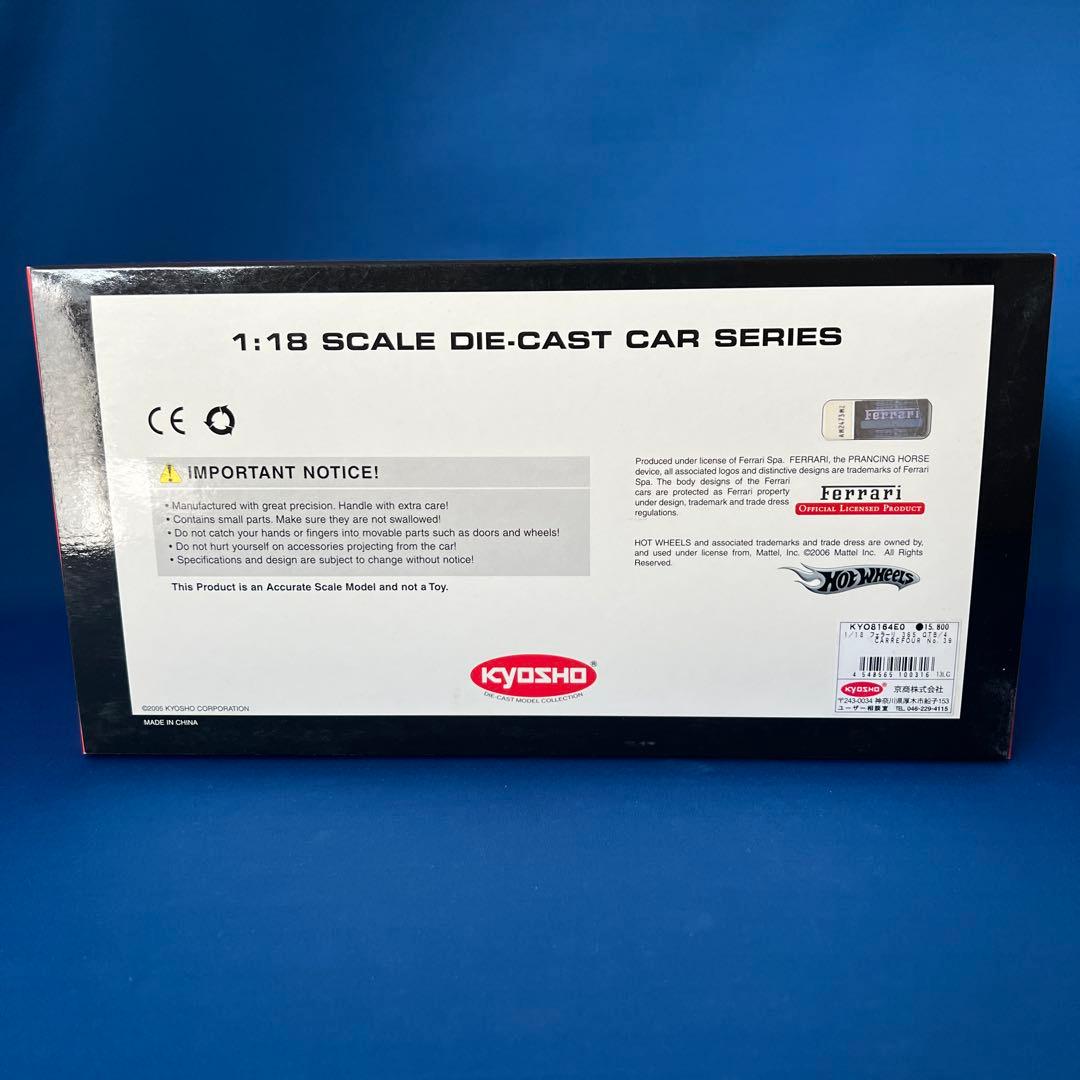 1:18 SCALE DIE-CAST CAR SERIES
CE
Ferrari
AM2473MZ
IMPORTANT NOTICE!
• Manufactured with great precision. Handle with extra care!
• Contains small parts. Make sure they are not swallowed!
• Do not catch your hands or fingers into movable parts such as doors and wheels!
• Do not hurt yourself on accessories projecting from the car!
• Specifications and design are subject to change without notice!
This Product is an Accurate Scale Model and not a Toy.
Produced under license of Ferrari Spa. FERRARI, the PRANCING HORSE
device, all associated logos and distinctive designs are trademarks of Ferrari
Spa. The body designs of the Ferrari
cars are protected as Ferrari property
under design, trademark and trade dress
regulations.
Ferrari
OFFICIAL LICENSED PRODUCT
HOT WHEELS and associated trademarks and trade dress are owned by,
and used under license from, Mattel, Inc. ©2006 Mattel Inc. All Rights
Reserved.
HOT WHEELS
KYO8164E0 ●15,800
1/18 フェラーリ 365 GTB/4
CARREFOUR No.39
4 548565 100316 13LG
KYOSHO® 京商株式会社
〒243-0034 神奈川県厚木市船子153
ユーザー相談室 TEL.046-229-4115
KYOSHO®
DIE-CAST MODEL COLLECTION
©2005 KYOSHO CORPORATION
MADE IN CHINA